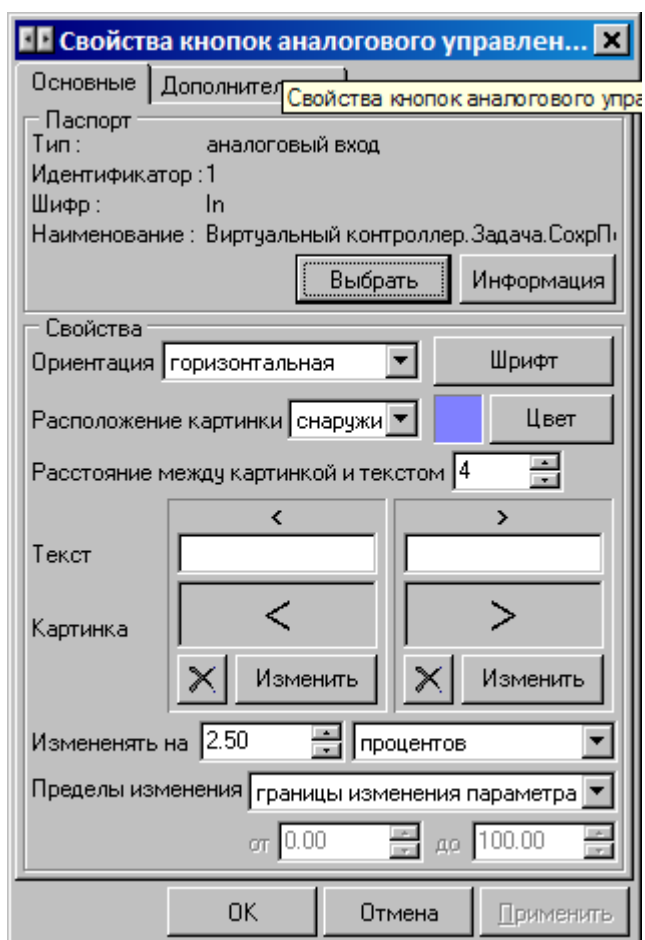 Свойства кнопок аналогового управлен...
Основные Дополнител
Свойства кнопок аналогового упра
Паспорт
Тип : аналоговый вход
Идентификатор : 1
Шифр : In
Наименование : Виртуальный контроллер.Задача.СохрП
Выбрать Информация
Свойства
Ориентация горизонтальная Шрифт
Расположение картинки снаружи Цвет
Расстояние между картинкой и текстом 4
< >
Текст
Картинка < >
Изменить Изменить
Измененять на 2.50 процентов
Пределы изменения границы изменения параметра
от 0.00 до 100.00
OK Отмена Применить